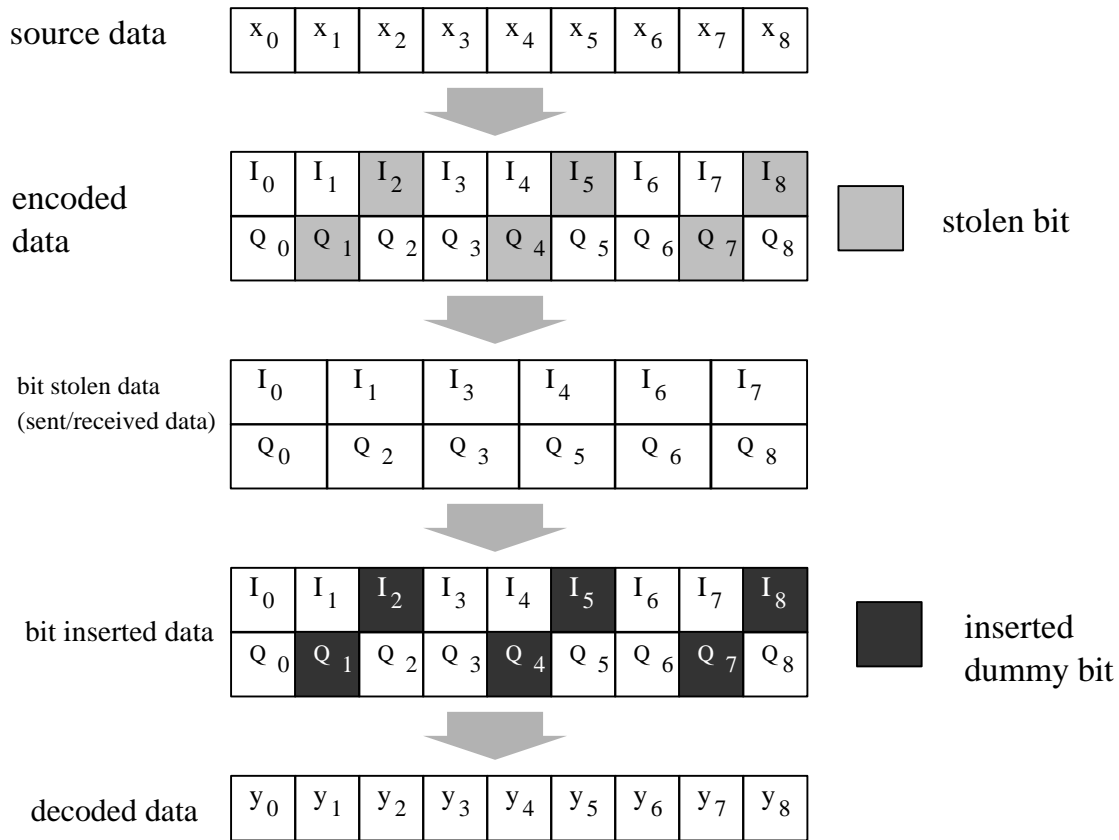 source data
x0 x1 x2 x3 x4 x5 x6 x7 x8
encoded
data
I0 I1 I2 I3 I4 I5 I6 I7 I8
Q0 Q1 Q2 Q3 Q4 Q5 Q6 Q7 Q8
stolen bit
bit stolen data
(sent/received data)
I0 I1 I3 I4 I6 I7
Q0 Q2 Q3 Q5 Q6 Q8
bit inserted data
I0 I1 I2 I3 I4 I5 I6 I7 I8
Q0 Q1 Q2 Q3 Q4 Q5 Q6 Q7 Q8
inserted
dummy bit
decoded data
y0 y1 y2 y3 y4 y5 y6 y7 y8